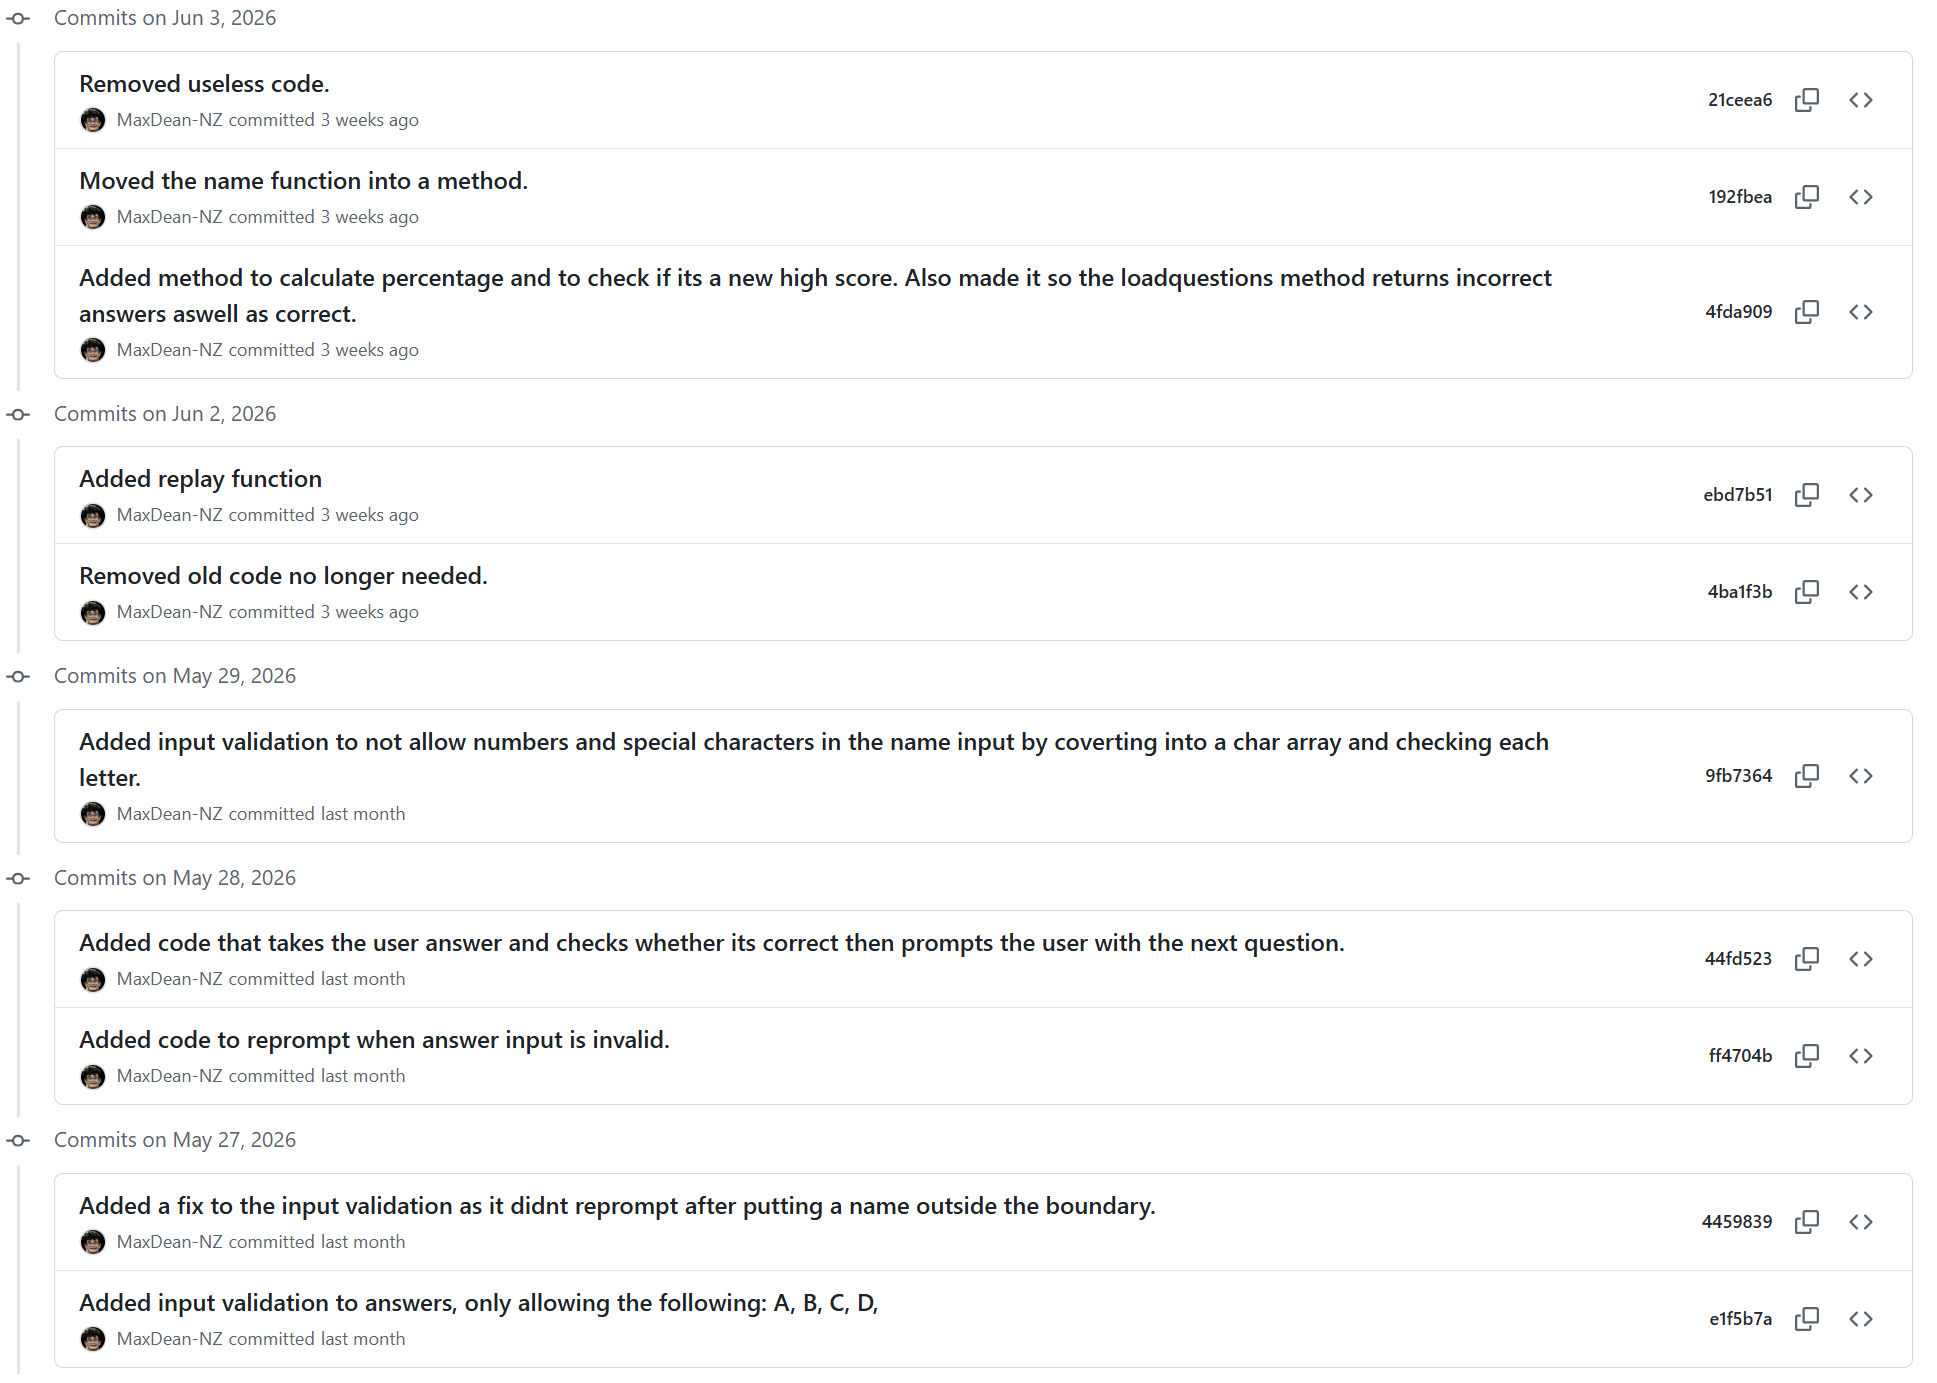 Commits on Jun 3, 2026
Removed useless code.
MaxDean-NZ committed 3 weeks ago
21ceea6
Moved the name function into a method.
MaxDean-NZ committed 3 weeks ago
192fbea
Added method to calculate percentage and to check if its a new high score. Also made it so the loadquestions method returns incorrect
answers aswell as correct.
MaxDean-NZ committed 3 weeks ago
4fda909
Commits on Jun 2, 2026
Added replay function
MaxDean-NZ committed 3 weeks ago
ebd7b51
Removed old code no longer needed.
MaxDean-NZ committed 3 weeks ago
4ba1f3b
Commits on May 29, 2026
Added input validation to not allow numbers and special characters in the name input by coverting into a char array and checking each
letter.
MaxDean-NZ committed last month
9fb7364
Commits on May 28, 2026
Added code that takes the user answer and checks whether its correct then prompts the user with the next question.
MaxDean-NZ committed last month
44fd523
Added code to reprompt when answer input is invalid.
MaxDean-NZ committed last month
ff4704b
Commits on May 27, 2026
Added a fix to the input validation as it didnt reprompt after putting a name outside the boundary.
MaxDean-NZ committed last month
4459839
Added input validation to answers, only allowing the following: A, B, C, D,
MaxDean-NZ committed last month
e1f5b7a